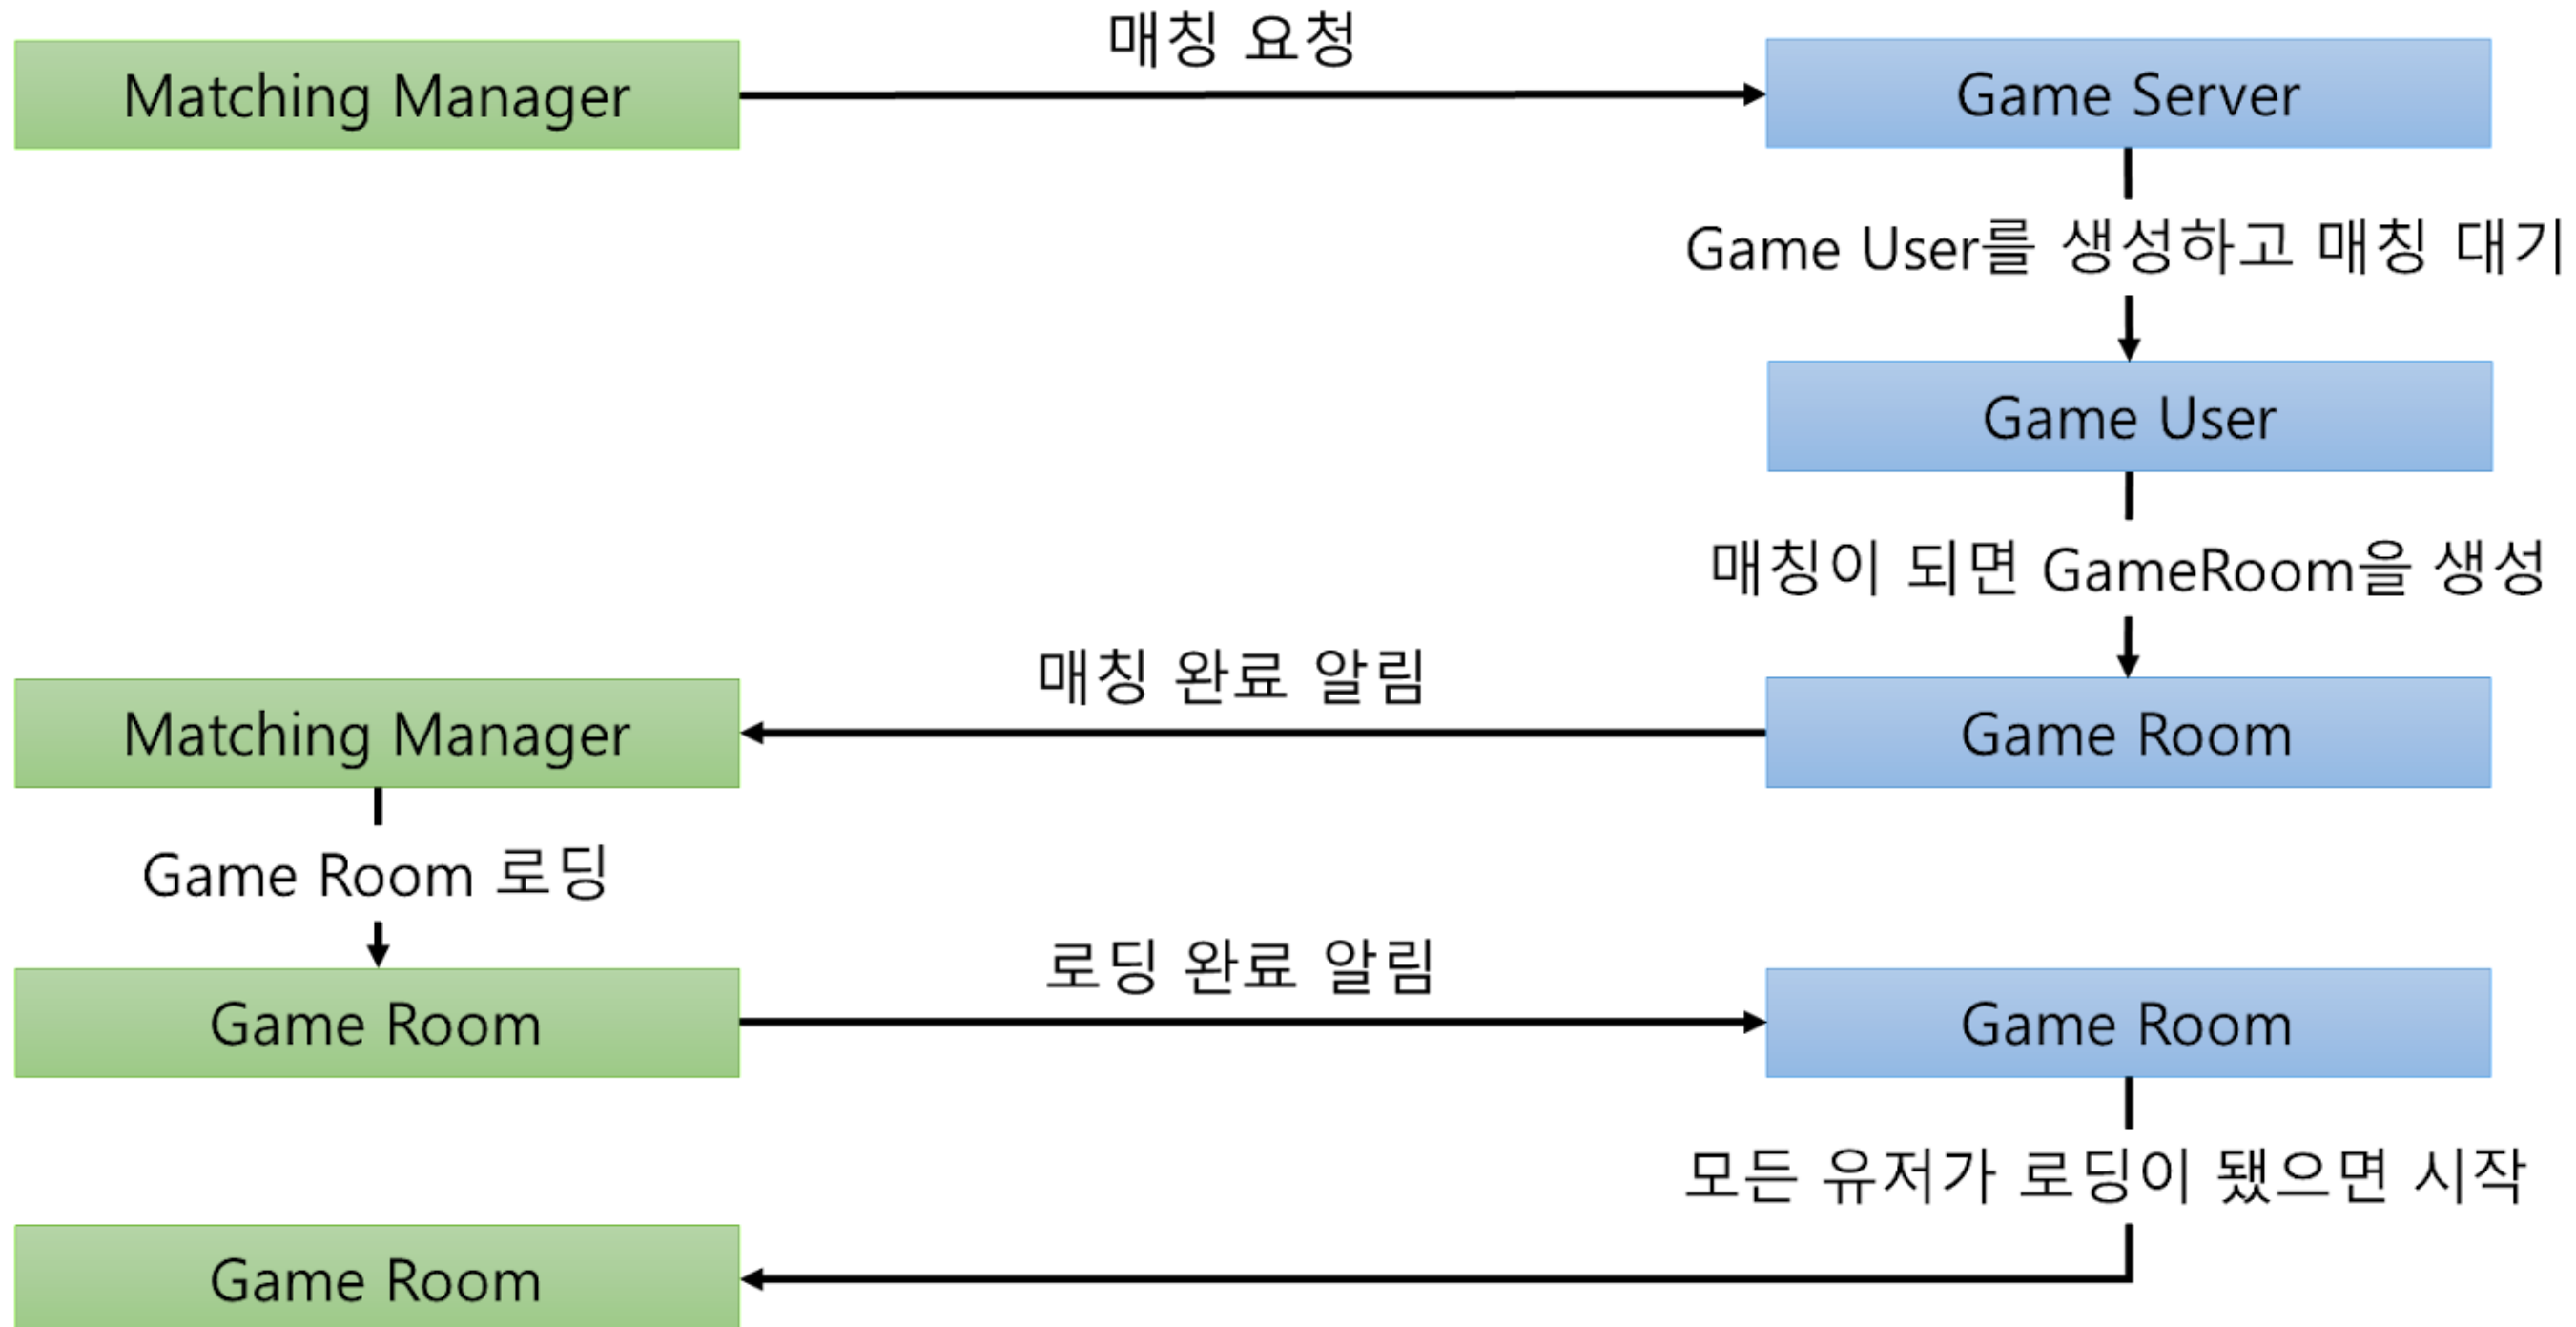 매칭 요청
Matching Manager
Game Server
Game User를 생성하고 매칭 대기
Game User
매칭이 되면 GameRoom을 생성
매칭 완료 알림
Matching Manager
Game Room
Game Room 로딩
로딩 완료 알림
Game Room
Game Room
모든 유저가 로딩이 됐으면 시작
Game Room